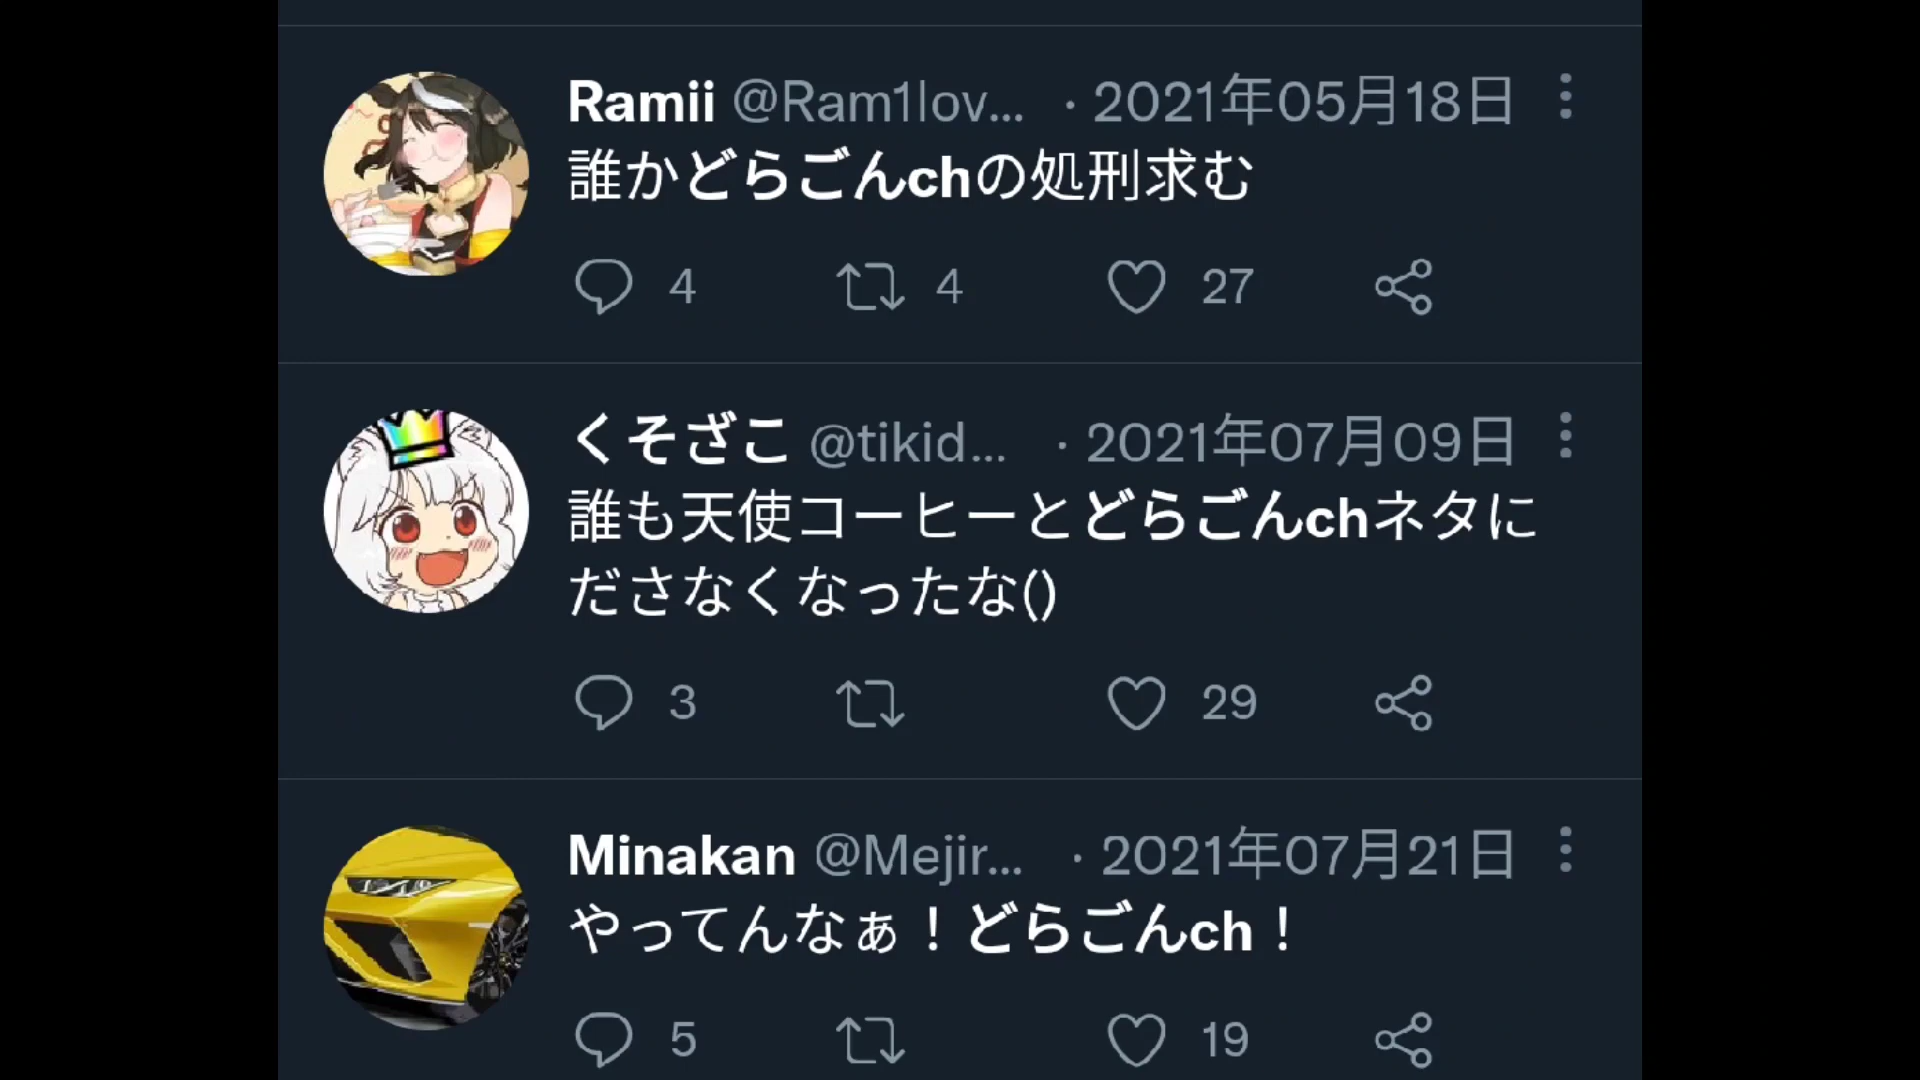 Ramii @Ram1lov... · 2021年05月18日
誰かどらごんchの処刑求む
4 4 27
くそざこ @tikid... · 2021年07月09日
誰も天使コーヒーとどらごんchネタに
ださなくなったな()
3 29
Minakan @Mejir... · 2021年07月21日
やってんなぁ！どらごんch！
5 19